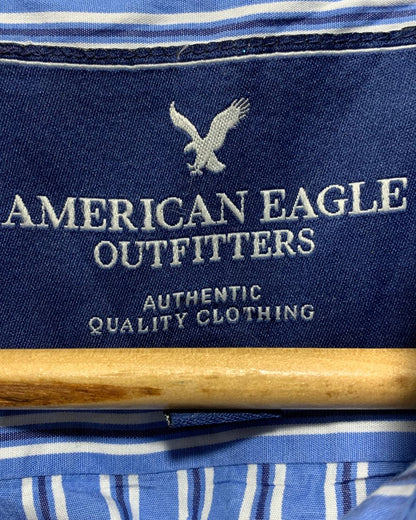 AMERICAN EAGLE
OUTFITTERS
AUTHENTIC
QUALITY CLOTHING